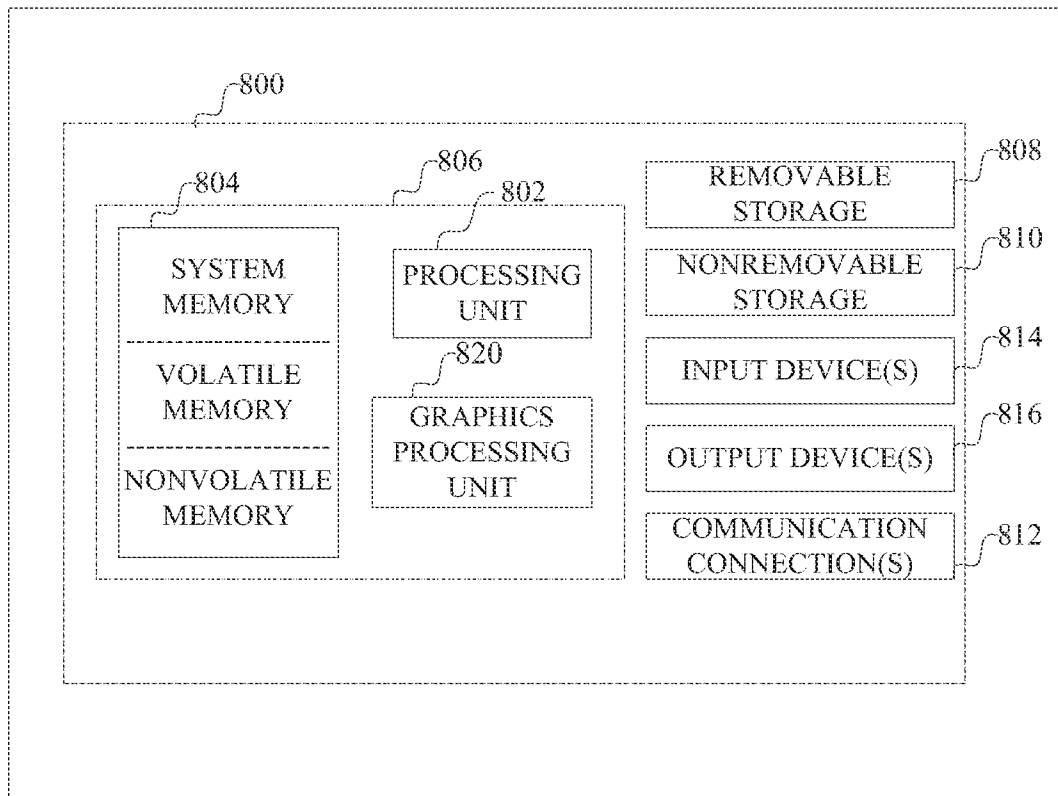 800
806
804
802
SYSTEM
MEMORY
VOLATILE
MEMORY
NONVOLATILE
MEMORY
PROCESSING
UNIT
820
GRAPHICS
PROCESSING
UNIT
808
REMOVABLE
STORAGE
810
NONREMOVABLE
STORAGE
814
INPUT DEVICE(S)
816
OUTPUT DEVICE(S)
812
COMMUNICATION
CONNECTION(S)